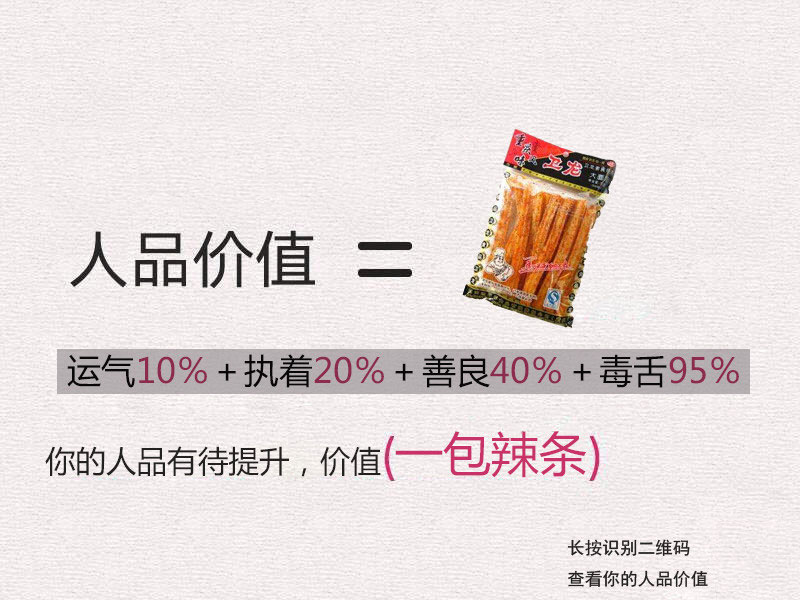 卫龙
人品价值 =
运气10% + 执着20% + 善良40% + 毒舌95%
你的人品有待提升，价值(一包辣条)
长按识别二维码
查看你的人品价值